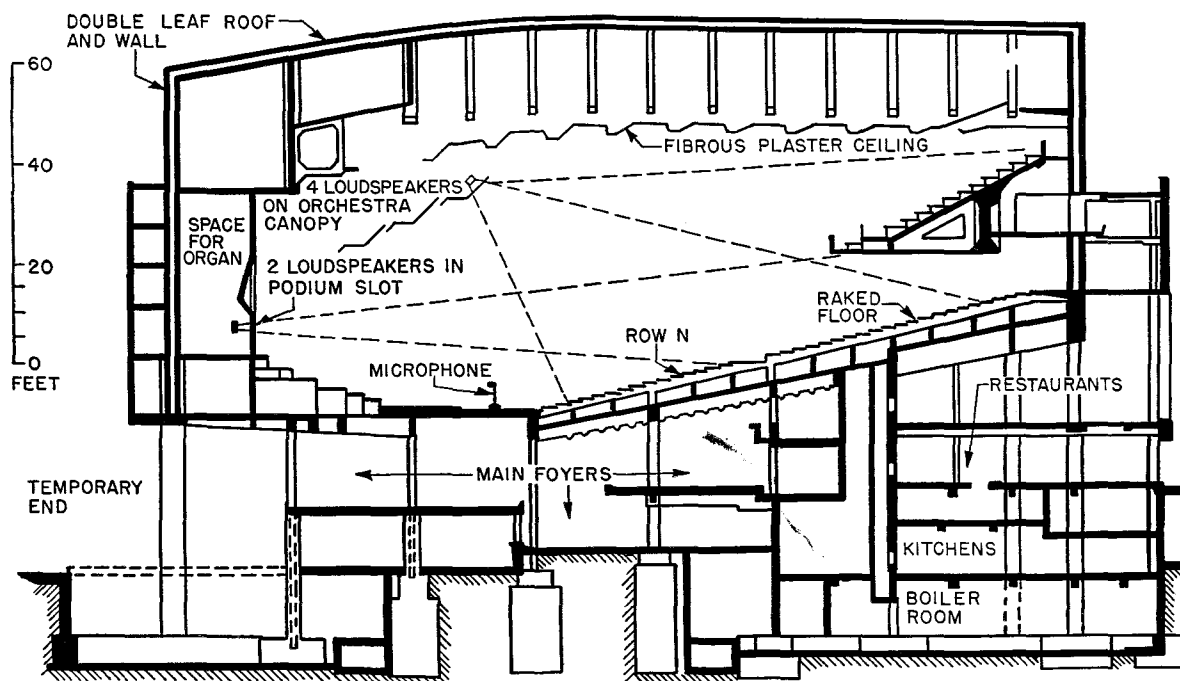 DOUBLE LEAF ROOF
AND WALL
60
40
20
0
FEET
FIBROUS PLASTER CEILING
4 LOUDSPEAKERS
ON ORCHESTRA
CANOPY
SPACE
FOR
ORGAN
2 LOUDSPEAKERS IN
PODIUM SLOT
RAKED
FLOOR
ROW N
MICROPHONE
RESTAURANTS
MAIN FOYERS
TEMPORARY
END
KITCHENS
BOILER
ROOM